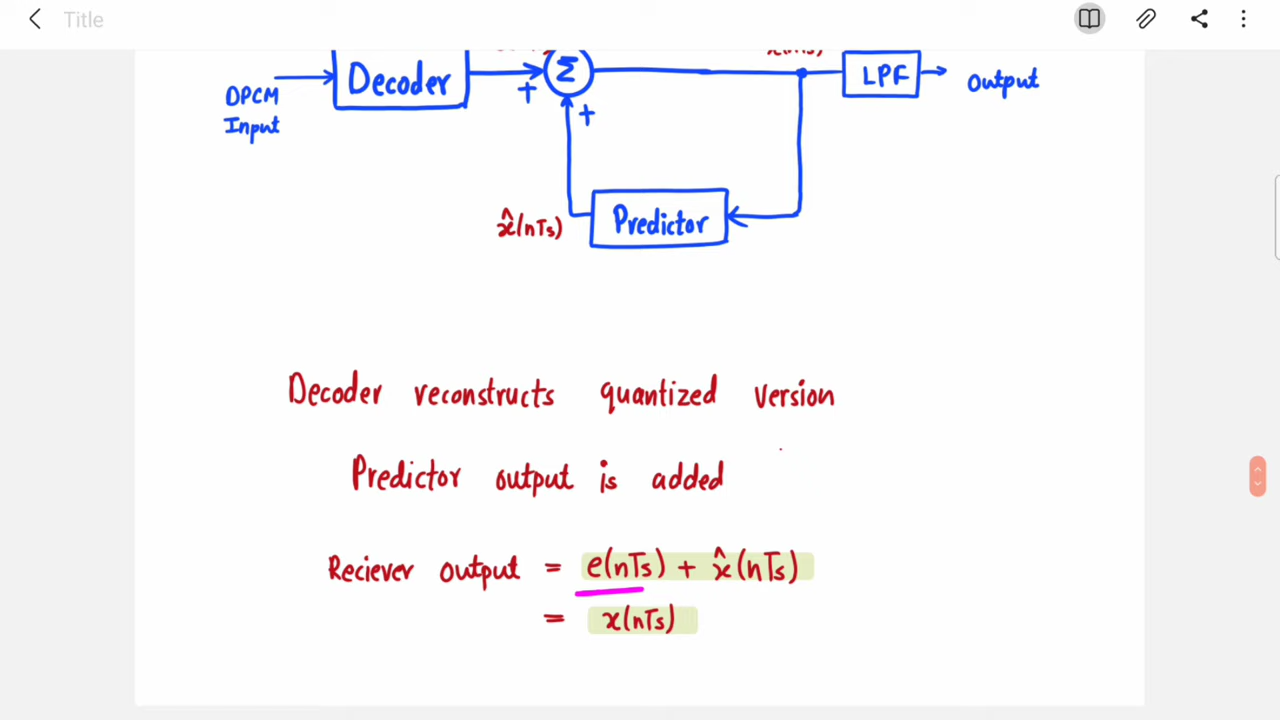 Title
Decoder
Σ
LPF
Output
DPCM
Input
+
+
x̂(nTs)
Predictor
Decoder reconstructs quantized version
Predictor output is added
Reciever output = e(nTs) + x̂(nTs)
= x(nTs)